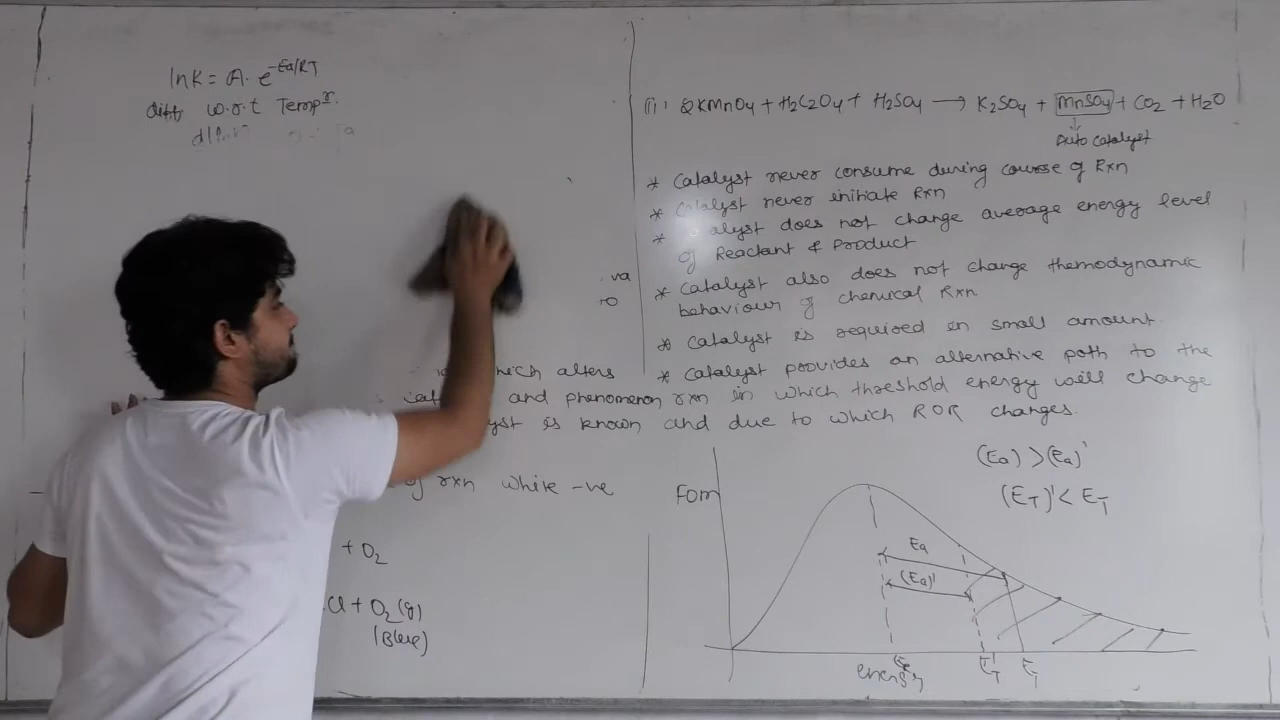 lnK = A. e^-Ea/RT
diff w.r.t Temp^r.
va
to
which alters
and phenomenon
yst is known
of rxn while -ve
+ O2
Cl + O2(g)
(Blue)
(i): 2KMnO4 + H2C2O4 + H2SO4 → K2SO4 + MnSO4 + CO2 + H2O
Auto catalyst
* Catalyst never consume during course of Rxn
* Catalyst never initiate Rxn
* alyst does not change average energy level
of Reactant & Product
* Catalyst also does not change themodynamic
behaviour of chemical Rxn
* Catalyst is required in small amount.
* Catalyst provides an alternative path to the
rxn in which threshold energy will change
and due to which ROR changes.
(Ea) > (Ea)'
(ET)' < ET
Fom
Ea
(Ea)'
E'T ET
energy